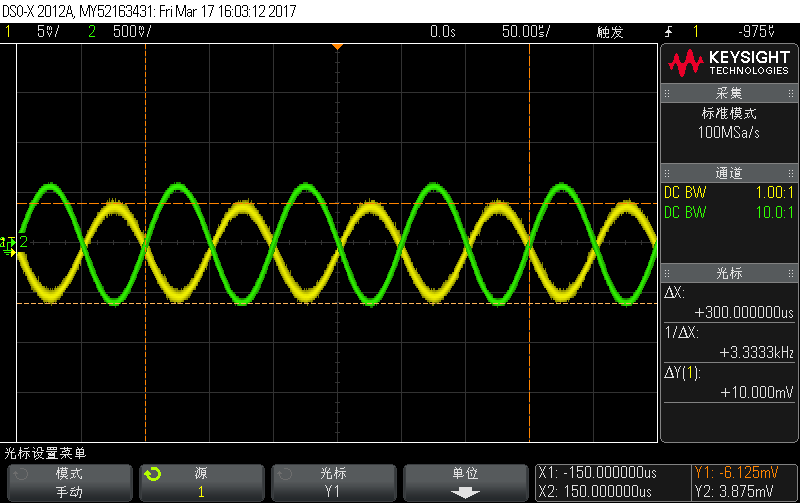 DSO-X 2012A, MY52163431: Fri Mar 17 16:03:12 2017
1 5mV/ 2 500mV/ 0.0s 50.00us/ 触发 1 -975uV
KEYSIGHT
TECHNOLOGIES
采集
标准模式
100MSa/s
通道
DC BW 1.00:1
DC BW 10.0:1
光标
ΔX:
+300.000000us
1/ΔX:
+3.3333kHz
ΔY(1):
+10.000mV
2
光标设置菜单
模式
手动
源
1
光标
Y1
单位
X1: -150.000000us
X2: 150.000000us
Y1: -6.125mV
Y2: 3.875mV